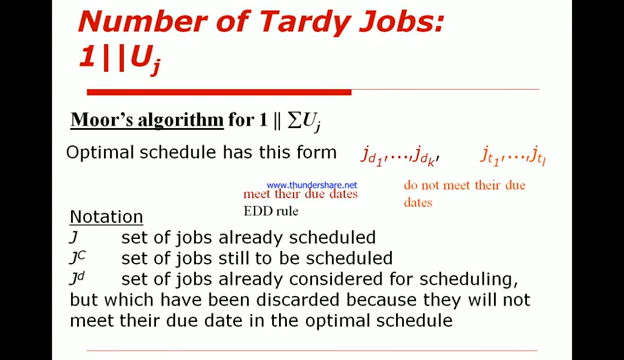 Number of Tardy Jobs:
1||Uj
Moor's algorithm for 1 || ∑Uj
Optimal schedule has this form jd1,...,jdk, jt1,...,jtl
www.thundershare.net
meet their due dates
EDD rule
do not meet their due
dates
Notation
J set of jobs already scheduled
JC set of jobs still to be scheduled
Jd set of jobs already considered for scheduling,
but which have been discarded because they will not
meet their due date in the optimal schedule